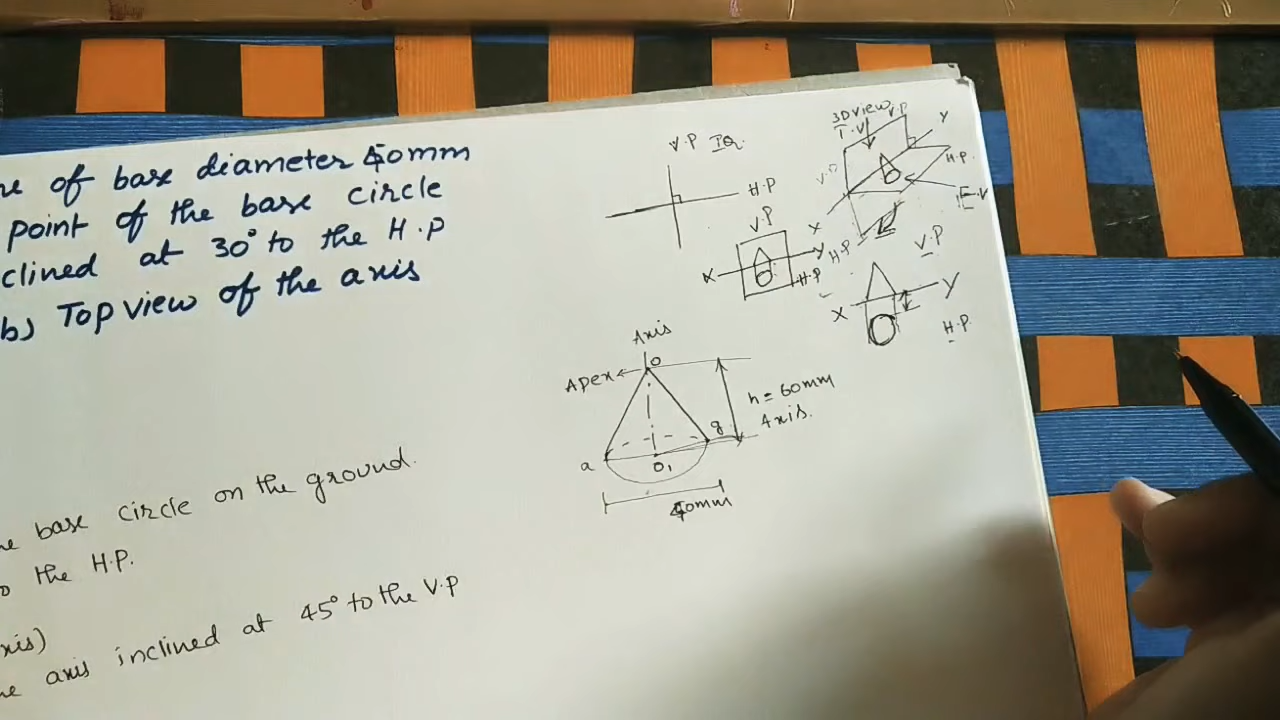 ne of base diameter 40mm
point of the base circle
clined at 30° to the H.P
b) Top view of the axis
he base circle on the ground.
o the H.P.
xis)
he axis inclined at 45° to the V.P
V.P
H.P
V.P
X
Y
H.P
3D view
T.V
V.P
Y
H.P.
F.V
X
H.P
V.P
X
Y
H.P.
Axis
Apex
O
h = 60mm
Axis.
a
O1
g
40mm